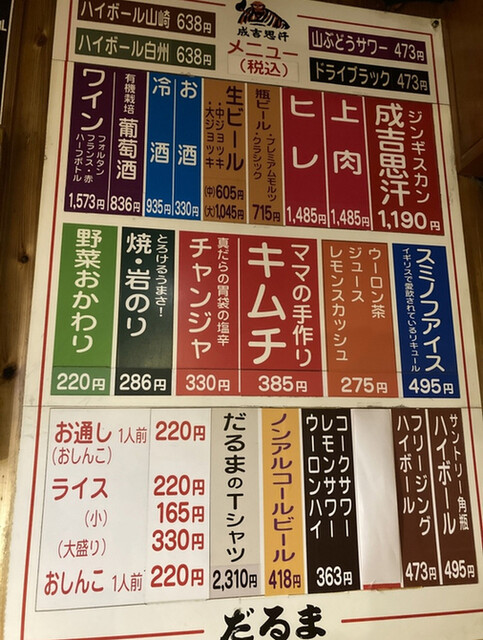 ハイボール山崎 638円
ハイボール白州 638円
成吉思汗
メニュー
(税込)
山ぶどうサワー 473円
ドライブラック 473円
ジンギスカン
成吉思汗
1,190円
上肉
1,485円
ヒレ
1,485円
瓶ビール・プレミアムモルツ
・クラシック
715円
生ビール
・中ジョッキ
・大ジョッキ
(中)605円
(大)1,045円
お酒
330円
冷酒
935円
有機栽培 葡萄酒
836円
ワイン
フォルタン
フランス・赤
ハーフボトル
1,573円
スミノフアイス
イギリスで愛飲されているリキュール
495円
ウーロン茶
ジュース
レモンスカッシュ
275円
ママの手作り
キムチ
385円
真だらの胃袋の塩辛
チャンジャ
330円
とろけるうまさ!
焼・岩のり
286円
野菜おかわり
220円
お通し 1人前 220円
(おしんこ)
ライス 220円
(小) 165円
(大盛り) 330円
おしんこ 1人前 220円
だるまのTシャツ
2,310円
ノンアルコールビール
418円
コークサワー
レモンサワー
ウーロンハイ
363円
フリージング
ハイボール
473円
サントリー角瓶
ハイボール
495円
だるま